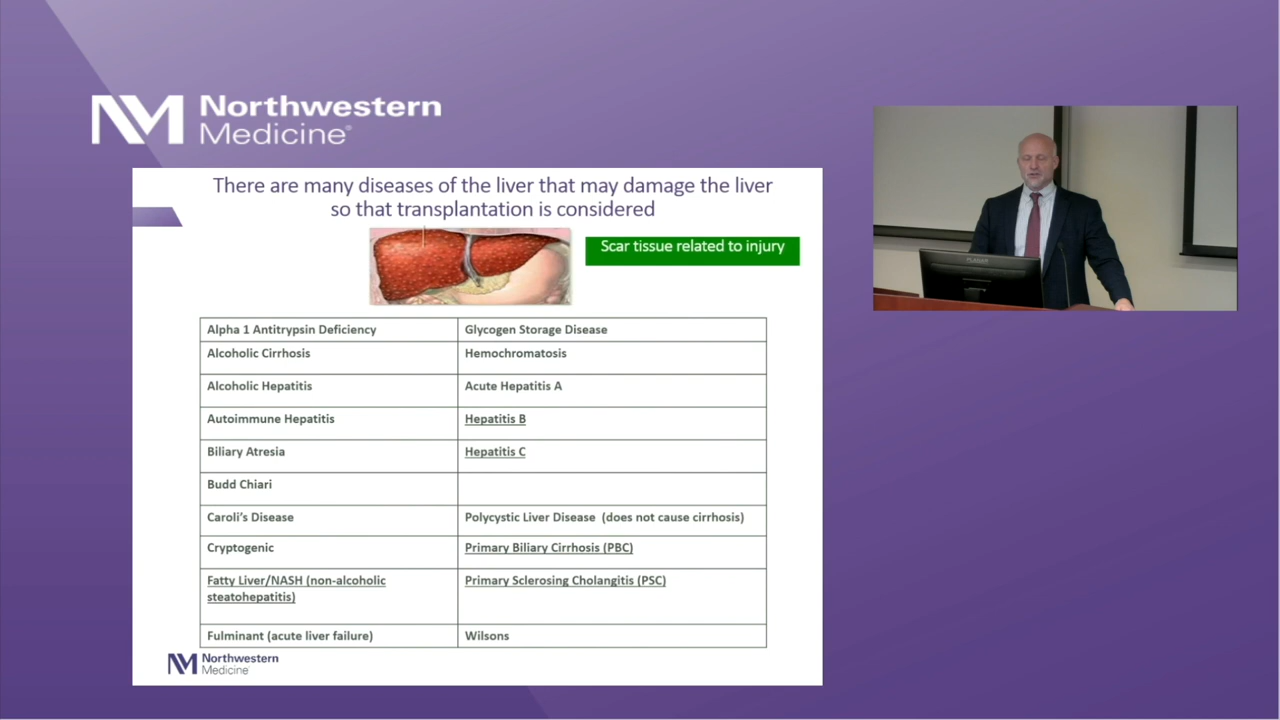 Northwestern
Medicine®
There are many diseases of the liver that may damage the liver
so that transplantation is considered
Scar tissue related to injury
Alpha 1 Antitrypsin Deficiency
Glycogen Storage Disease
Alcoholic Cirrhosis
Hemochromatosis
Alcoholic Hepatitis
Acute Hepatitis A
Autoimmune Hepatitis
Hepatitis B
Biliary Atresia
Hepatitis C
Budd Chiari
Caroli's Disease
Polycystic Liver Disease (does not cause cirrhosis)
Cryptogenic
Primary Biliary Cirrhosis (PBC)
Fatty Liver/NASH (non-alcoholic
steatohepatitis)
Primary Sclerosing Cholangitis (PSC)
Fulminant (acute liver failure)
Wilsons
Northwestern
Medicine